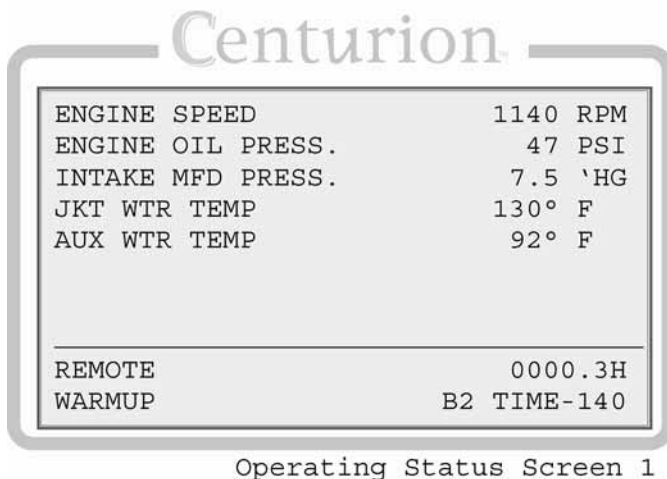 Centurion™
ENGINE SPEED 1140 RPM
ENGINE OIL PRESS. 47 PSI
INTAKE MFD PRESS. 7.5 ‘HG
JKT WTR TEMP 130° F
AUX WTR TEMP 92° F
REMOTE 0000.3H
WARMUP B2 TIME-140
Operating Status Screen 1